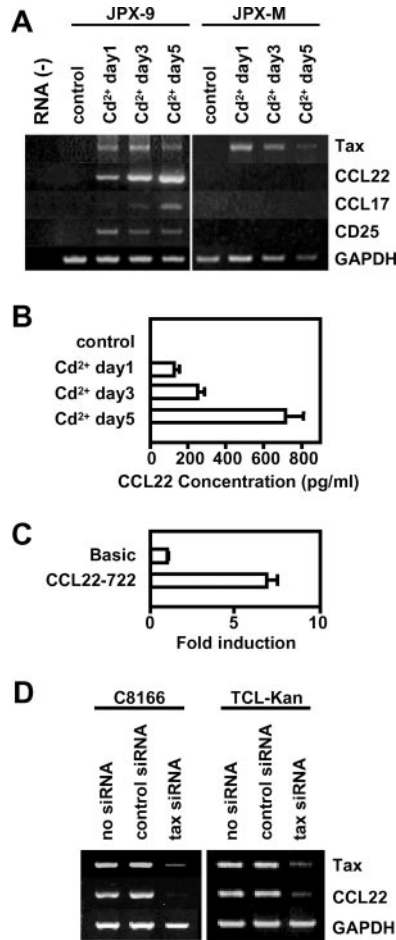 A
JPX-9 JPX-M
RNA (-) control Cd²⁺ day1 Cd²⁺ day3 Cd²⁺ day5 control Cd²⁺ day1 Cd²⁺ day3 Cd²⁺ day5
Tax
CCL22
CCL17
CD25
GAPDH
B
control
Cd²⁺ day1
Cd²⁺ day3
Cd²⁺ day5
0 200 400 600 800
CCL22 Concentration (pg/ml)
C
Basic
CCL22-722
0 5 10
Fold induction
D
C8166 TCL-Kan
no siRNA control siRNA tax siRNA no siRNA control siRNA tax siRNA
Tax
CCL22
GAPDH